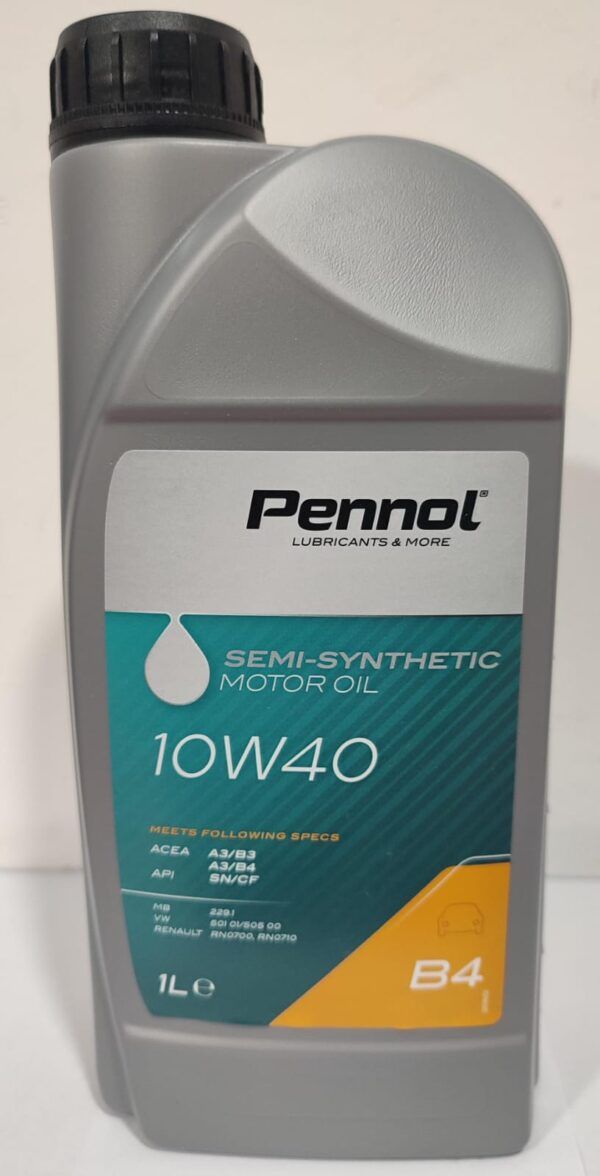 Pennol®
LUBRICANTS & MORE
SEMI-SYNTHETIC
MOTOR OIL
10W40
MEETS FOLLOWING SPECS
ACEA A3/B3
A3/B4
API SN/CF
MB 229.1
VW 501 01/505 00
RENAULT RN0700, RN0710
1L e
B4